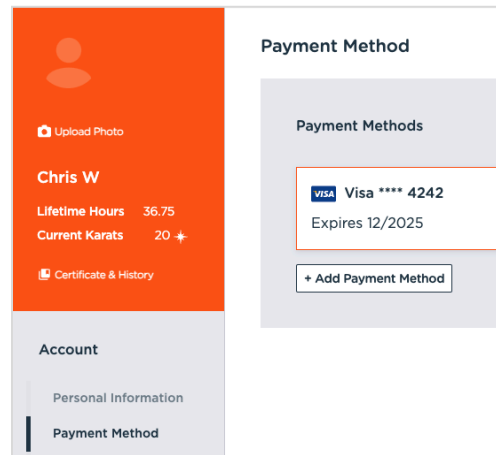 Payment Method
Upload Photo
Chris W
Lifetime Hours 36.75
Current Karats 20
Certificate & History
Account
Personal Information
Payment Method
Payment Methods
VISA Visa **** 4242
Expires 12/2025
+ Add Payment Method